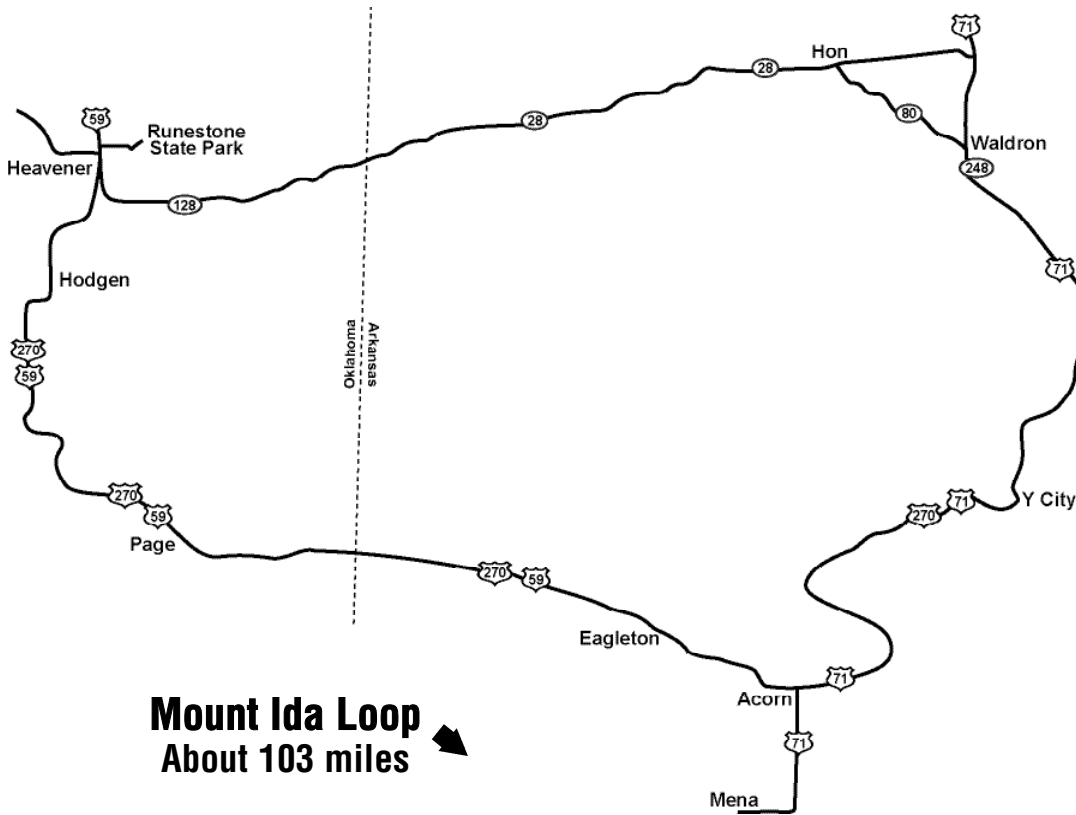 71
Hon
28
59
Runestone
State Park
28
80
Waldron
Heavener
248
128
71
Hodgen
Oklahoma
Arkansas
270
59
270
59
Page
71
Y City
270
270
59
Eagleton
71
Acorn
Mount Ida Loop
About 103 miles
71
Mena